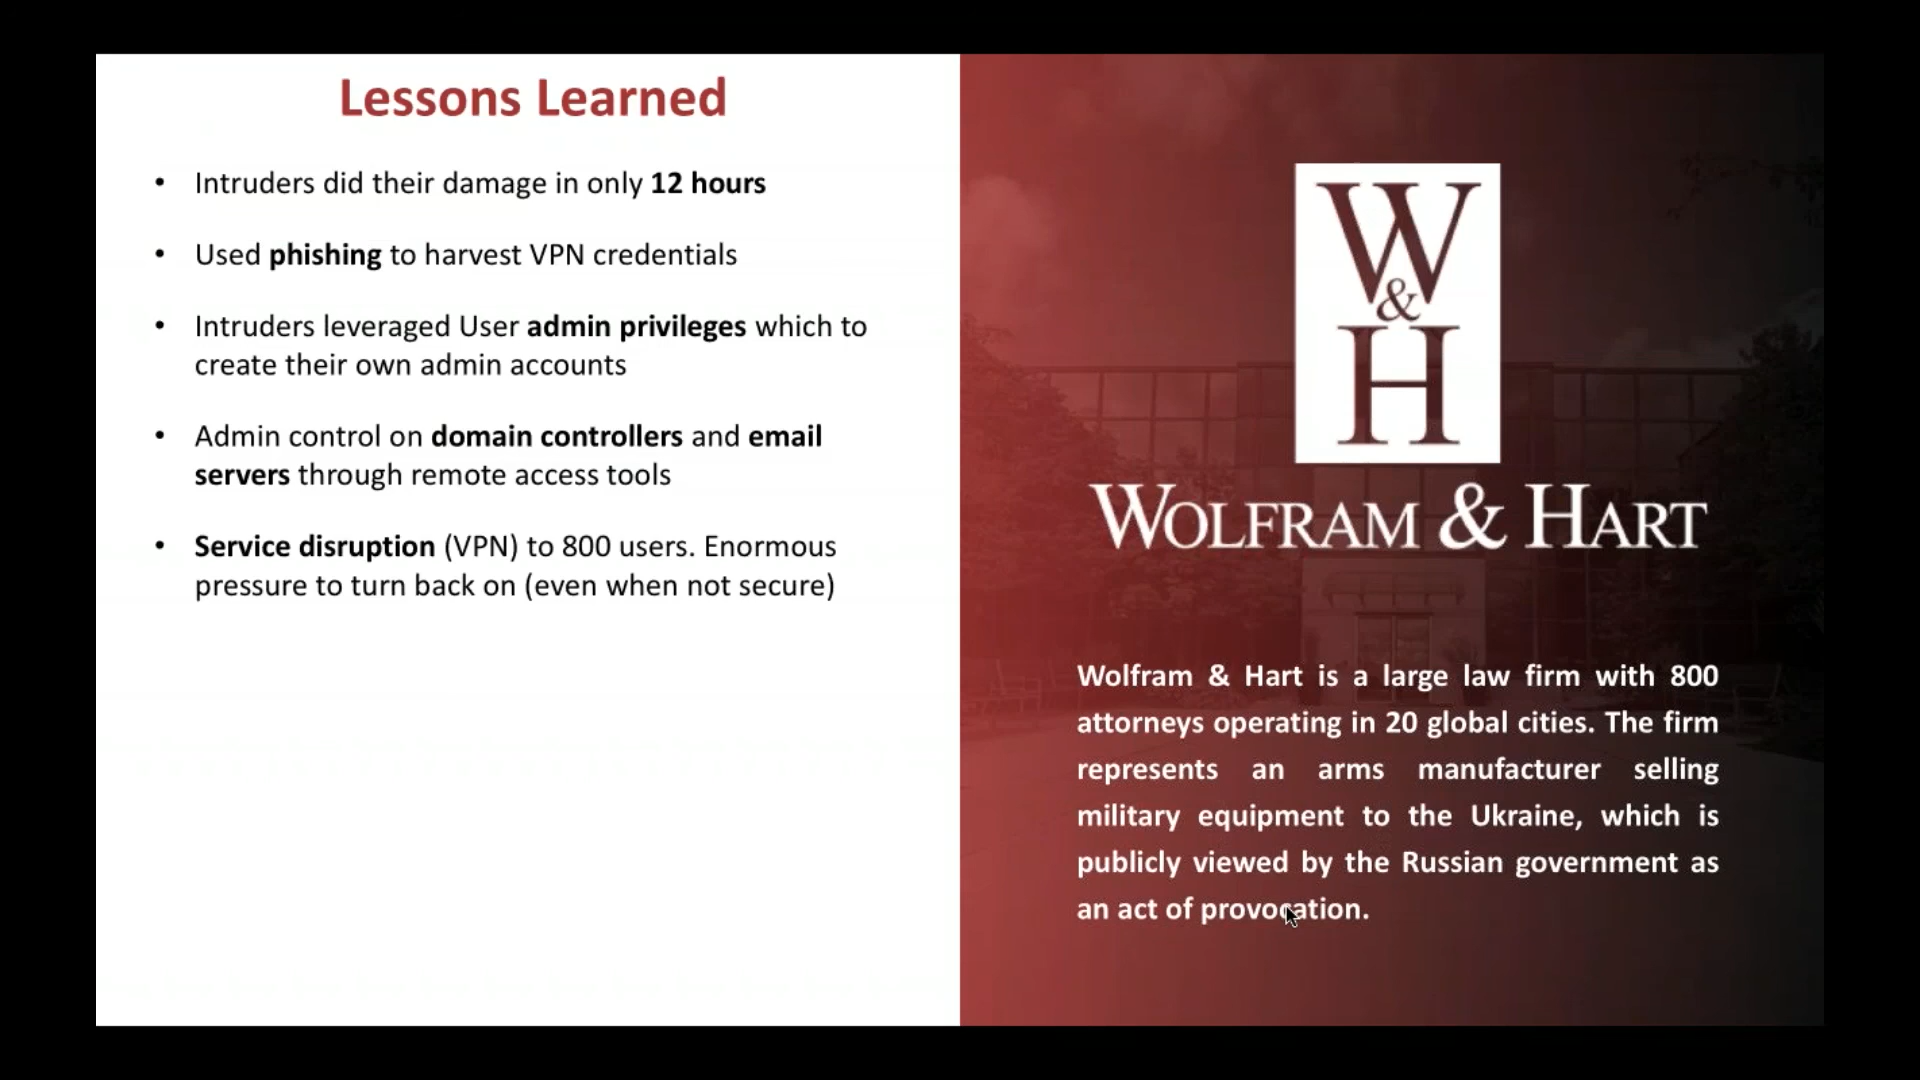 Lessons Learned
• Intruders did their damage in only 12 hours
• Used phishing to harvest VPN credentials
• Intruders leveraged User admin privileges which to
create their own admin accounts
• Admin control on domain controllers and email
servers through remote access tools
• Service disruption (VPN) to 800 users. Enormous
pressure to turn back on (even when not secure)
W
&
H
WOLFRAM & HART
Wolfram & Hart is a large law firm with 800
attorneys operating in 20 global cities. The firm
represents an arms manufacturer selling
military equipment to the Ukraine, which is
publicly viewed by the Russian government as
an act of provocation.